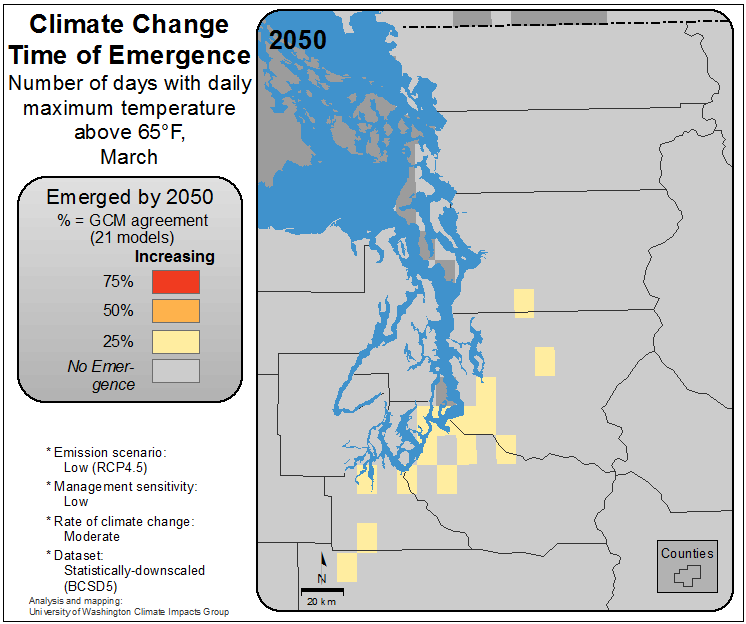 Climate Change
Time of Emergence
Number of days with daily
maximum temperature
above 65°F,
March
Emerged by 2050
% = GCM agreement
(21 models)
Increasing
75%
50%
25%
No Emer-
gence
* Emission scenario:
Low (RCP4.5)
* Management sensitivity:
Low
* Rate of climate change:
Moderate
* Dataset:
Statistically-downscaled
(BCSD5)
Analysis and mapping:
University of Washington Climate Impacts Group
2050
N
20 km
Counties